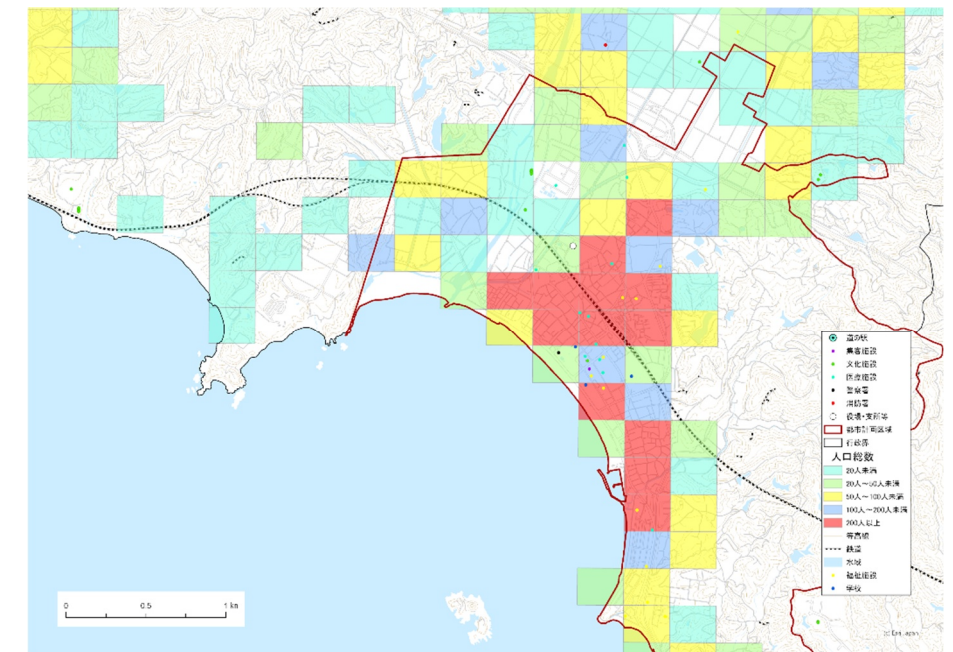 道の駅
集客施設
文化施設
医療施設
警察署
消防署
役場・支所等
都市計画区域
行政界
人口総数
20人未満
20人～50人未満
50人～100人未満
100人～200人未満
200人以上
等高線
鉄道
水域
福祉施設
学校
0 0.5 1 km
(c) Esri Japan